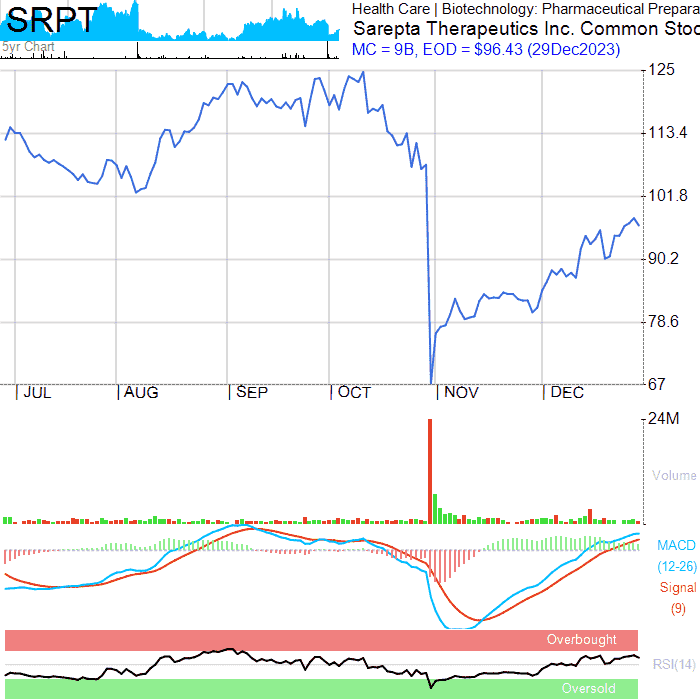 SRPT
Health Care | Biotechnology: Pharmaceutical Prepara
Sarepta Therapeutics Inc. Common Stoc
5yr Chart
MC = 9B, EOD = $96.43 (29Dec2023)
125
113.4
101.8
90.2
78.6
67
JUL AUG SEP OCT NOV DEC
24M
Volume
MACD
(12-26)
Signal
(9)
Overbought
RSI(14)
Oversold